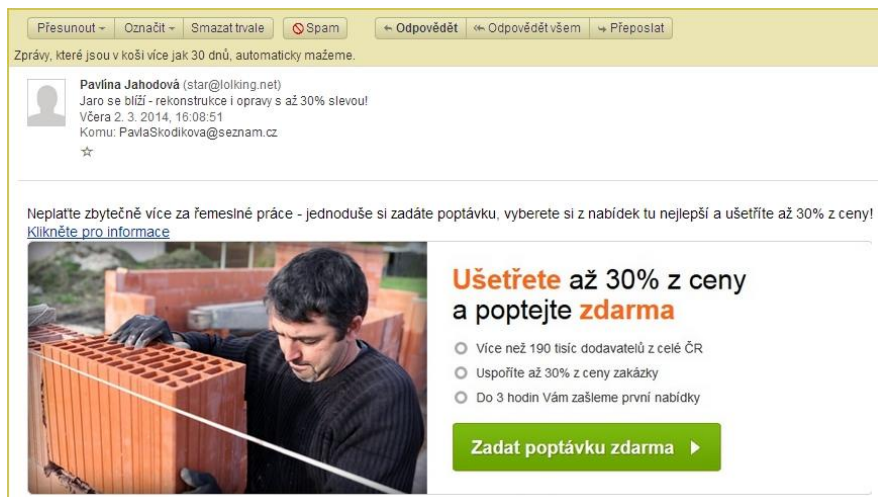 Přesunout Označit Smazat trvale Spam Odpovědět Odpovědět všem Přeposlat
Zprávy, které jsou v koši více jak 30 dnů, automaticky mažeme.
Pavlína Jahodová (star@lolking.net)
Jaro se blíží - rekonstrukce i opravy s až 30% slevou!
Včera 2. 3. 2014, 16:08:51
Komu: PavlaSkodikova@seznam.cz
Neplaťte zbytečně více za řemeslné práce - jednoduše si zadáte poptávku, vyberete si z nabídek tu nejlepší a ušetříte až 30% z ceny!
Klikněte pro informace
Ušetřete až 30% z ceny
a poptejte zdarma
Více než 190 tisíc dodavatelů z celé ČR
Uspoříte až 30% z ceny zakázky
Do 3 hodin Vám zašleme první nabídky
Zadat poptávku zdarma